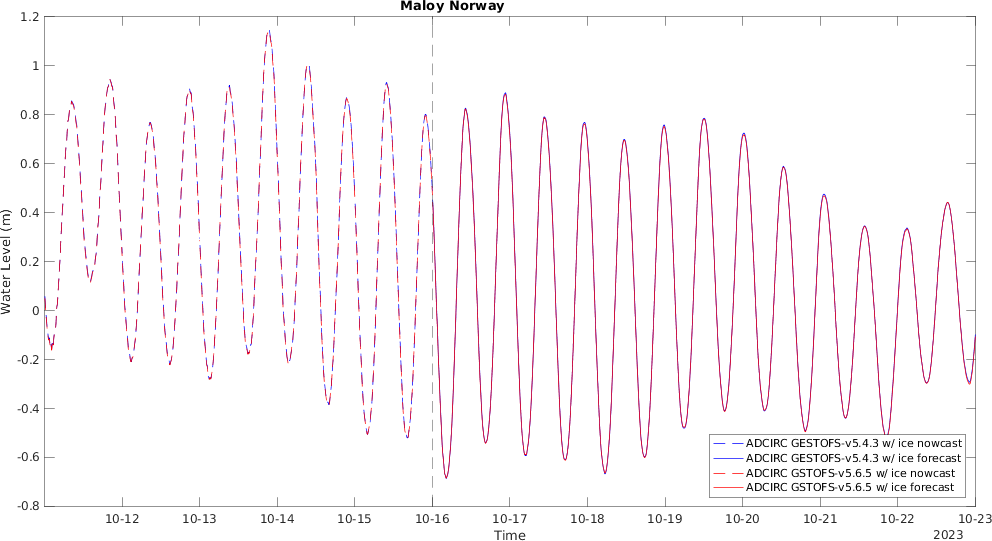 Maloy Norway
1.2
1
0.8
0.6
0.4
0.2
0
-0.2
-0.4
-0.6
-0.8
Water Level (m)
10-12 10-13 10-14 10-15 10-16 10-17 10-18 10-19 10-20 10-21 10-22 10-23
Time
2023
ADCIRC GESTOFS-v5.4.3 w/ ice nowcast
ADCIRC GESTOFS-v5.4.3 w/ ice forecast
ADCIRC GSTOFS-v5.6.5 w/ ice nowcast
ADCIRC GSTOFS-v5.6.5 w/ ice forecast